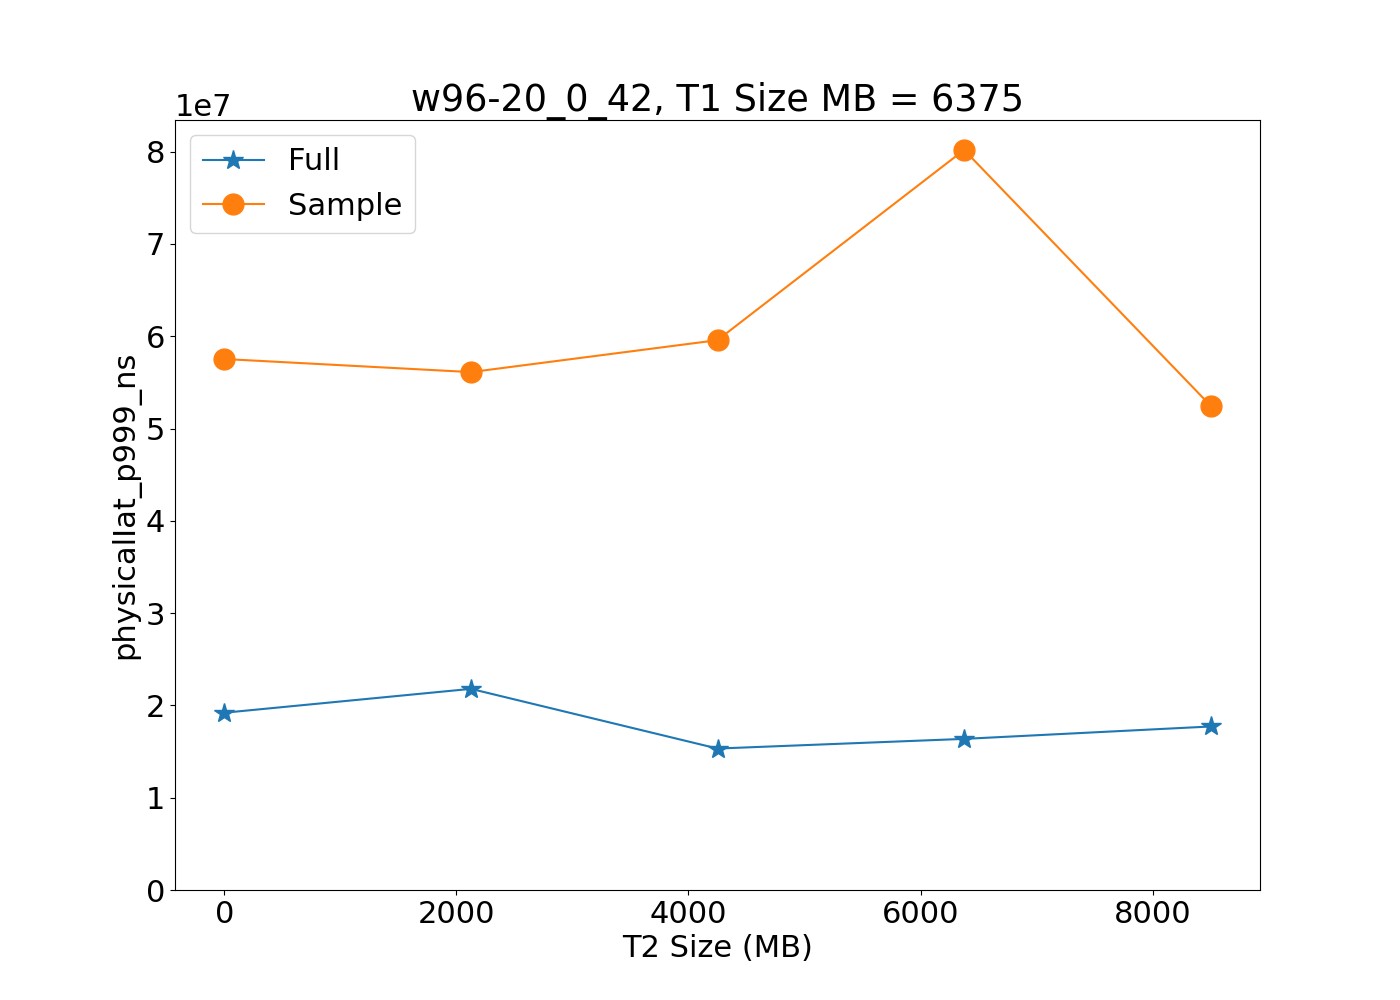 w96-20_0_42, T1 Size MB = 6375
1e7
Full
Sample
8
7
6
5
4
3
2
1
0
physicallat_p999_ns
0 2000 4000 6000 8000
T2 Size (MB)